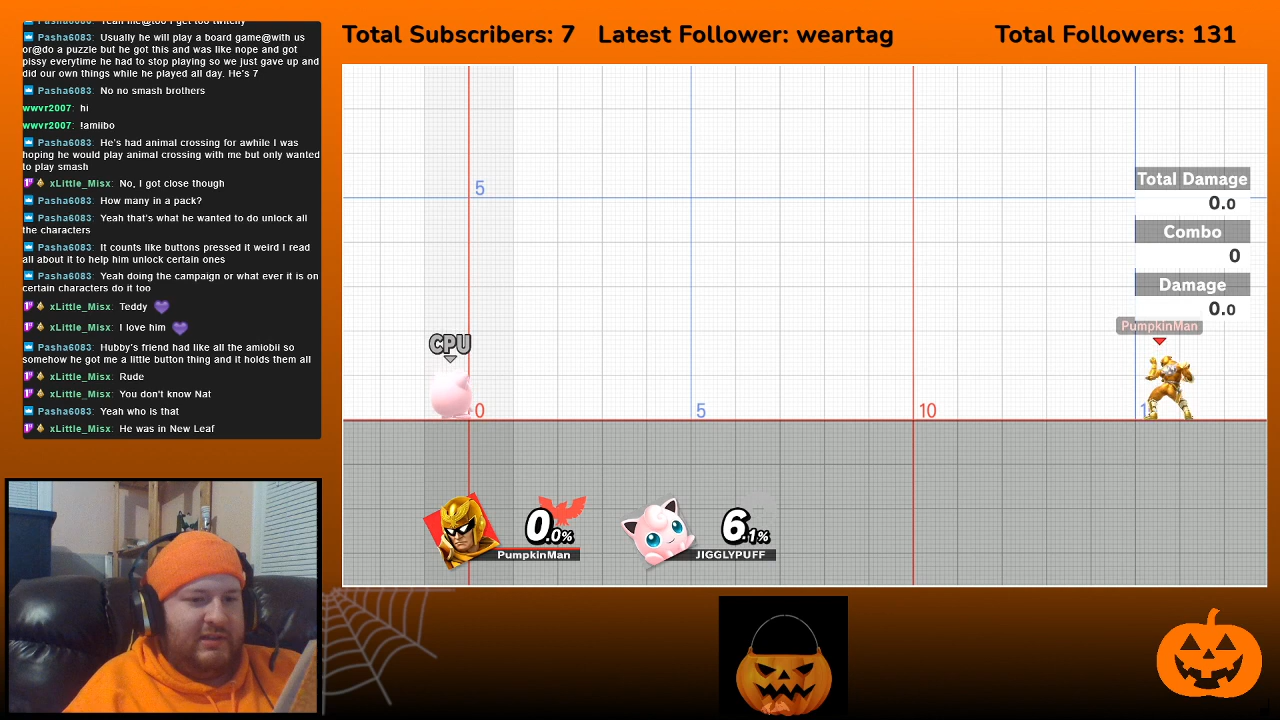 Total Subscribers: 7 Latest Follower: weartag Total Followers: 131
Pasha6083: Usually he will play a board game@with us
or@do a puzzle but he got this and was like nope and got
pissy everytime he had to stop playing so we just gave up and
did our own things while he played all day. He's 7
Pasha6083: No no smash brothers
wwvr2007: hi
wwvr2007: !amiibo
Pasha6083: He's had animal crossing for awhile I was
hoping he would play animal crossing with me but only wanted
to play smash
xLittle_Misx: No, I got close though
Pasha6083: How many in a pack?
Pasha6083: Yeah that's what he wanted to do unlock all
the characters
Pasha6083: It counts like buttons pressed it weird I read
all about it to help him unlock certain ones
Pasha6083: Yeah doing the campaign or what ever it is on
certain characters do it too
xLittle_Misx: Teddy
xLittle_Misx: I love him
Pasha6083: Hubby's friend had like all the amiobii so
somehow he got me a little button thing and it holds them all
xLittle_Misx: Rude
xLittle_Misx: You don't know Nat
Pasha6083: Yeah who is that
xLittle_Misx: He was in New Leaf
5
Total Damage
0.0
Combo
0
Damage
0.0
PumpkinMan
CPU
0 5 10
0.0%
PumpkinMan
6.1%
JIGGLYPUFF